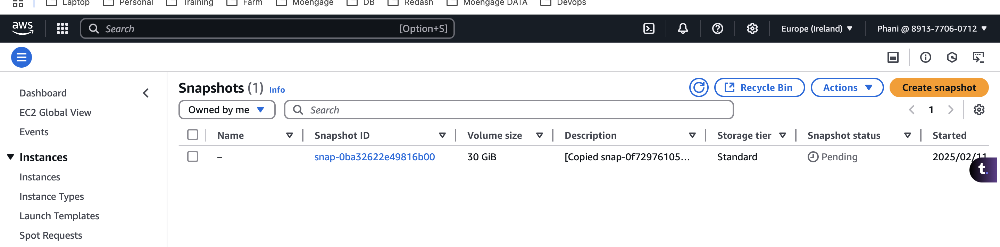 Laptop Personal Training Farm Moengage DB Redash Moengage DATA Devops
aws Search [Option+S] Europe (Ireland) Phani @ 8913-7706-0712
Snapshots (1) Info Recycle Bin Actions Create snapshot
Owned by me Search 1
Name Snapshot ID Volume size Description Storage tier Snapshot status Started
– snap-0ba32622e49816b00 30 GiB [Copied snap-0f72976105... Standard Pending 2025/02/11
t.
Dashboard
EC2 Global View
Events
Instances
Instances
Instance Types
Launch Templates
Spot Requests